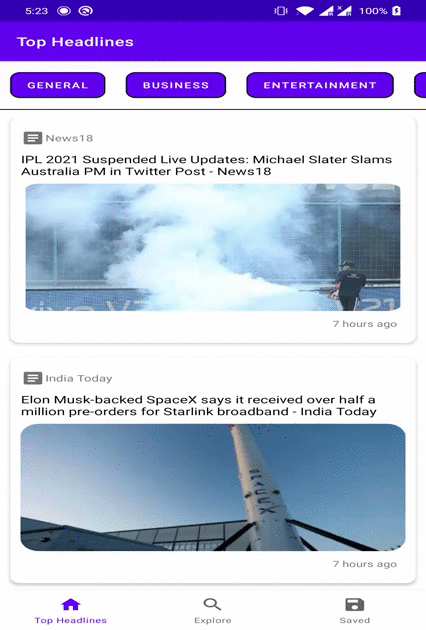 5:23
100%
Top Headlines
GENERAL
BUSINESS
ENTERTAINMENT
News18
IPL 2021 Suspended Live Updates: Michael Slater Slams
Australia PM in Twitter Post - News18
7 hours ago
India Today
Elon Musk-backed SpaceX says it received over half a
million pre-orders for Starlink broadband - India Today
SPACEX
7 hours ago
Top Headlines
Explore
Saved